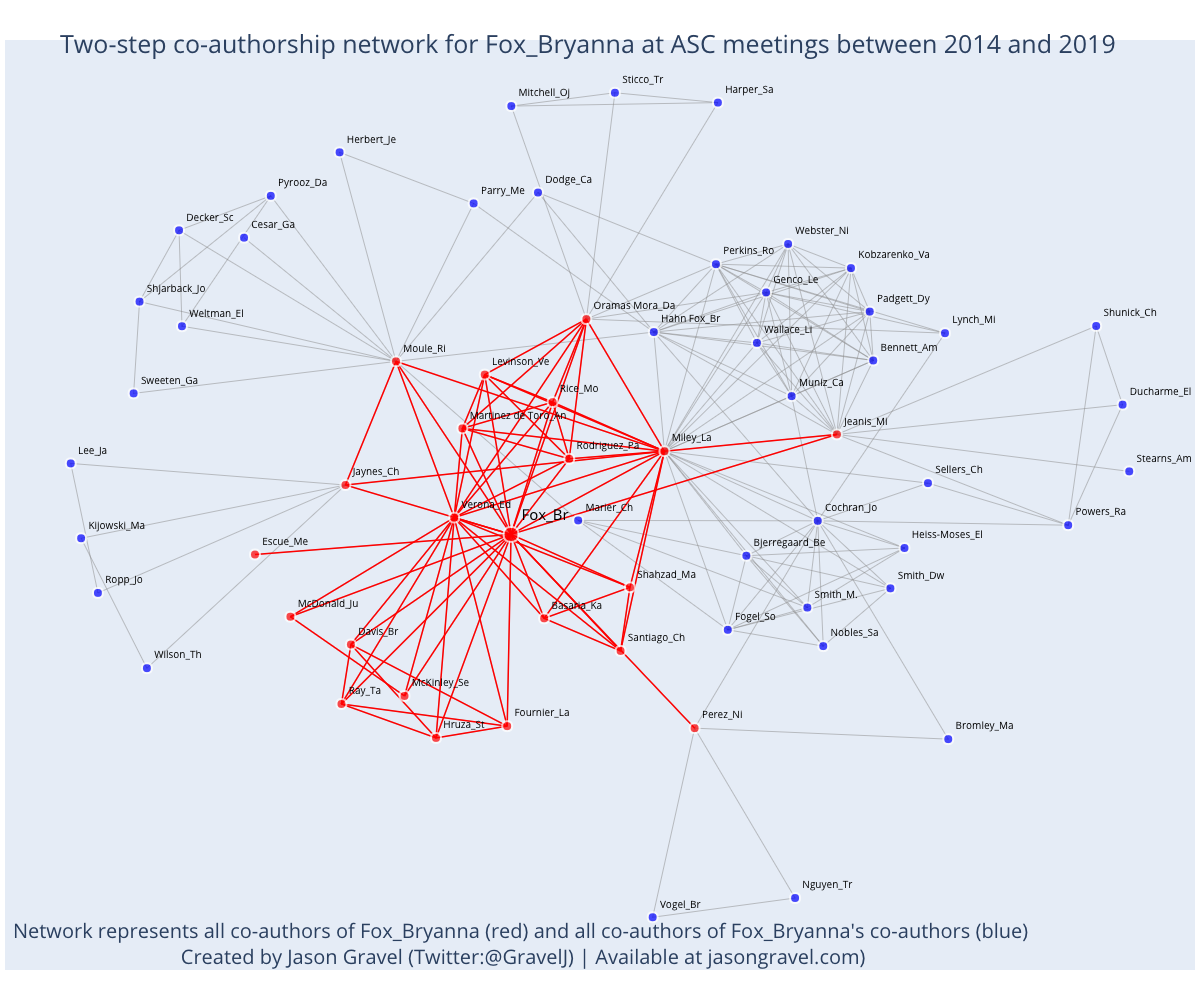 Two-step co-authorship network for Fox_Bryanna at ASC meetings between 2014 and 2019
Sticco_Tr
Mitchell_Oj
Harper_Sa
Herbert_Je
Pyrooz_Da
Dodge_Ca
Parry_Me
Decker_Sc
Cesar_Ga
Webster_Ni
Perkins_Ro
Kobzarenko_Va
Genco_Le
Shjarback_Jo
Padgett_Dy
Oramas Mora_Da
Weltman_El
Hahn Fox_Br
Lynch_Mi
Shunick_Ch
Wallace_Li
Moule_Ri
Bennett_Am
Levinson_Ve
Sweeten_Ga
Muniz_Ca
Rice_Mo
Ducharme_El
Martinez de Toro_An
Jeanis_Mi
Miley_La
Rodriguez_Pa
Lee_Ja
Stearns_Am
Jaynes_Ch
Sellers_Ch
Verona_Ed
Fox_Br
Marier_Ch
Cochran_Jo
Powers_Ra
Kijowski_Ma
Escue_Me
Bjerregaard_Be
Heiss-Moses_El
Shahzad_Ma
Ropp_Jo
Smith_Dw
Smith_M.
McDonald_Ju
Basaria_Ka
Fogel_So
Davis_Br
Santiago_Ch
Nobles_Sa
Wilson_Th
McKinley_Se
Ray_Ta
Fournier_La
Hruza_St
Perez_Ni
Bromley_Ma
Nguyen_Tr
Vogel_Br
Network represents all co-authors of Fox_Bryanna (red) and all co-authors of Fox_Bryanna's co-authors (blue)
Created by Jason Gravel (Twitter:@GravelJ) | Available at jasongravel.com)